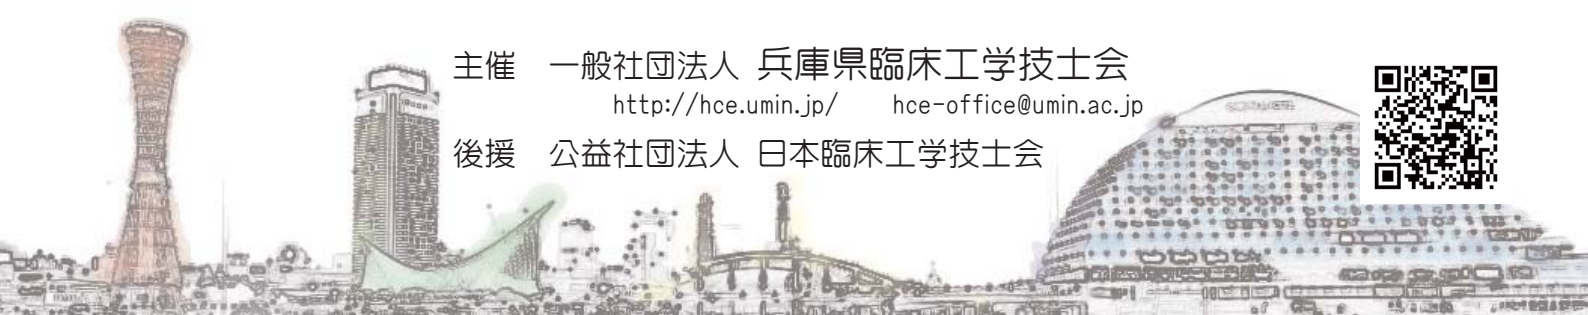 主催　一般社団法人 兵庫県臨床工学技士会
http://hce.umin.jp/　hce-office@umin.ac.jp
後援　公益社団法人 日本臨床工学技士会